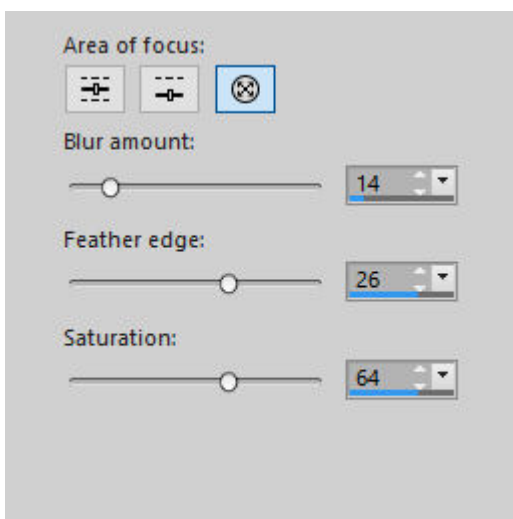 Area of focus:
Blur amount:
14
Feather edge:
26
Saturation:
64